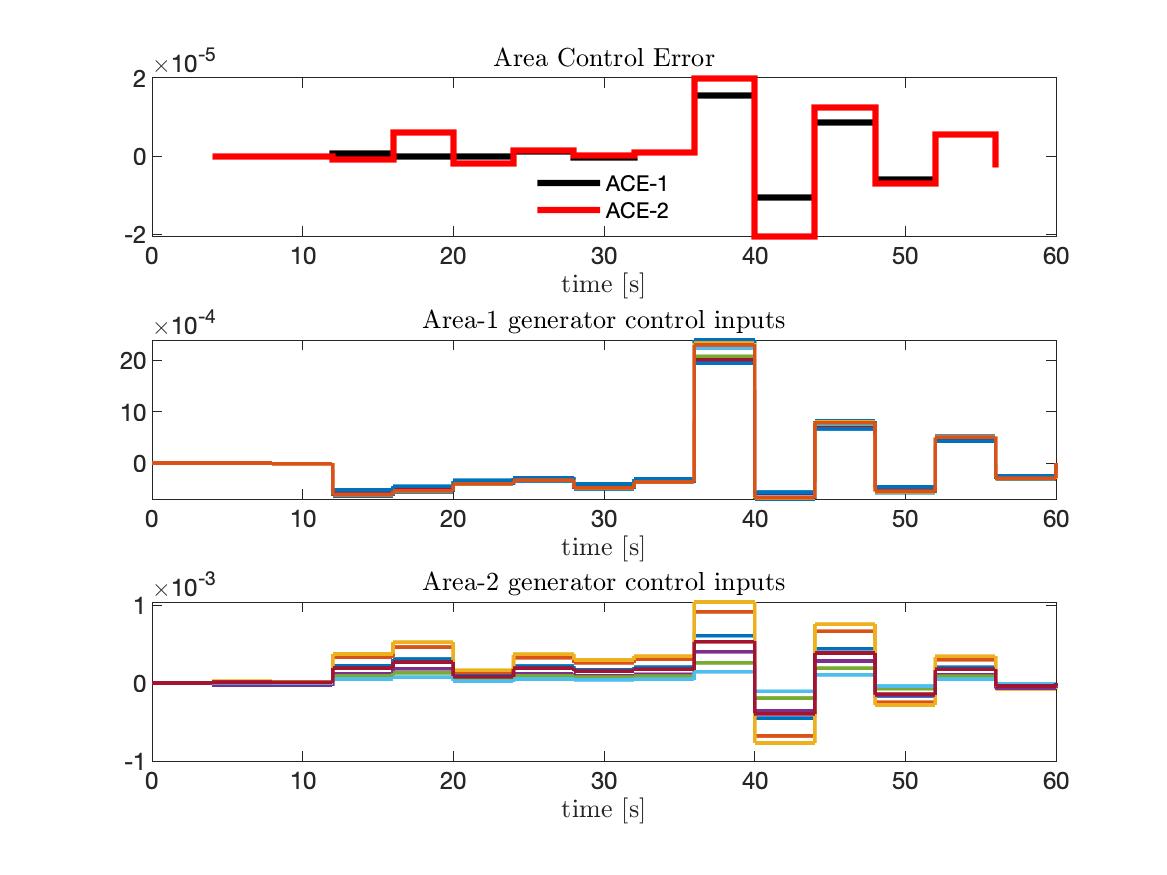 ×10-5
Area Control Error
2
0
-2
ACE-1
ACE-2
0 10 20 30 40 50 60
time [s]
×10-4
Area-1 generator control inputs
20
10
0
0 10 20 30 40 50 60
time [s]
×10-3
Area-2 generator control inputs
1
0
-1
0 10 20 30 40 50 60
time [s]